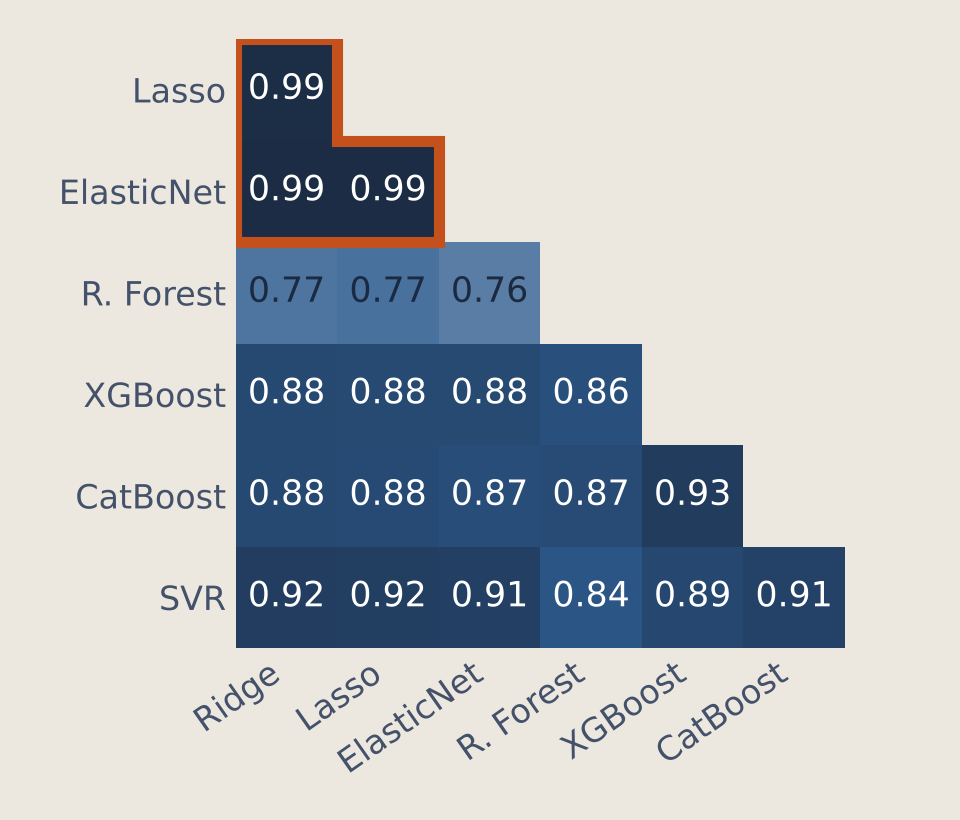 Lasso 0.99
ElasticNet 0.99 0.99
R. Forest 0.77 0.77 0.76
XGBoost 0.88 0.88 0.88 0.86
CatBoost 0.88 0.88 0.87 0.87 0.93
SVR 0.92 0.92 0.91 0.84 0.89 0.91
Ridge Lasso ElasticNet R. Forest XGBoost CatBoost